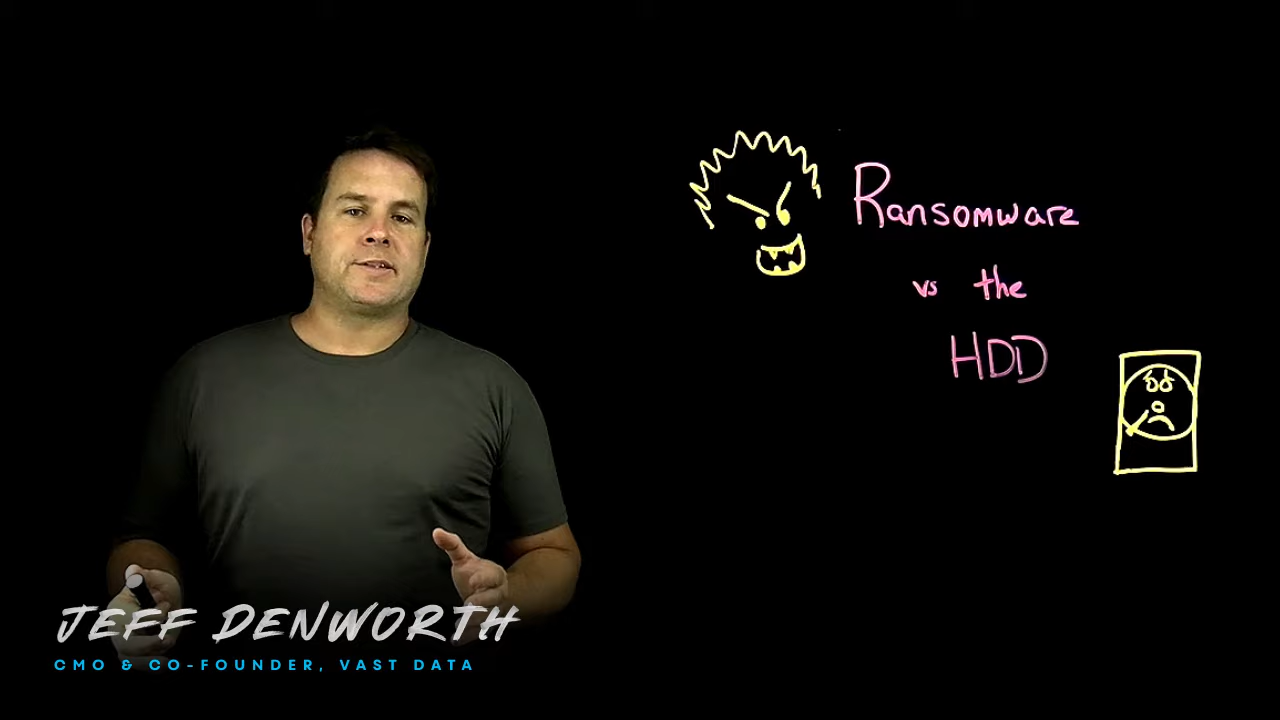 Ransomware
vs the
HDD
JEFF DENWORTH
CMO & CO-FOUNDER, VAST DATA